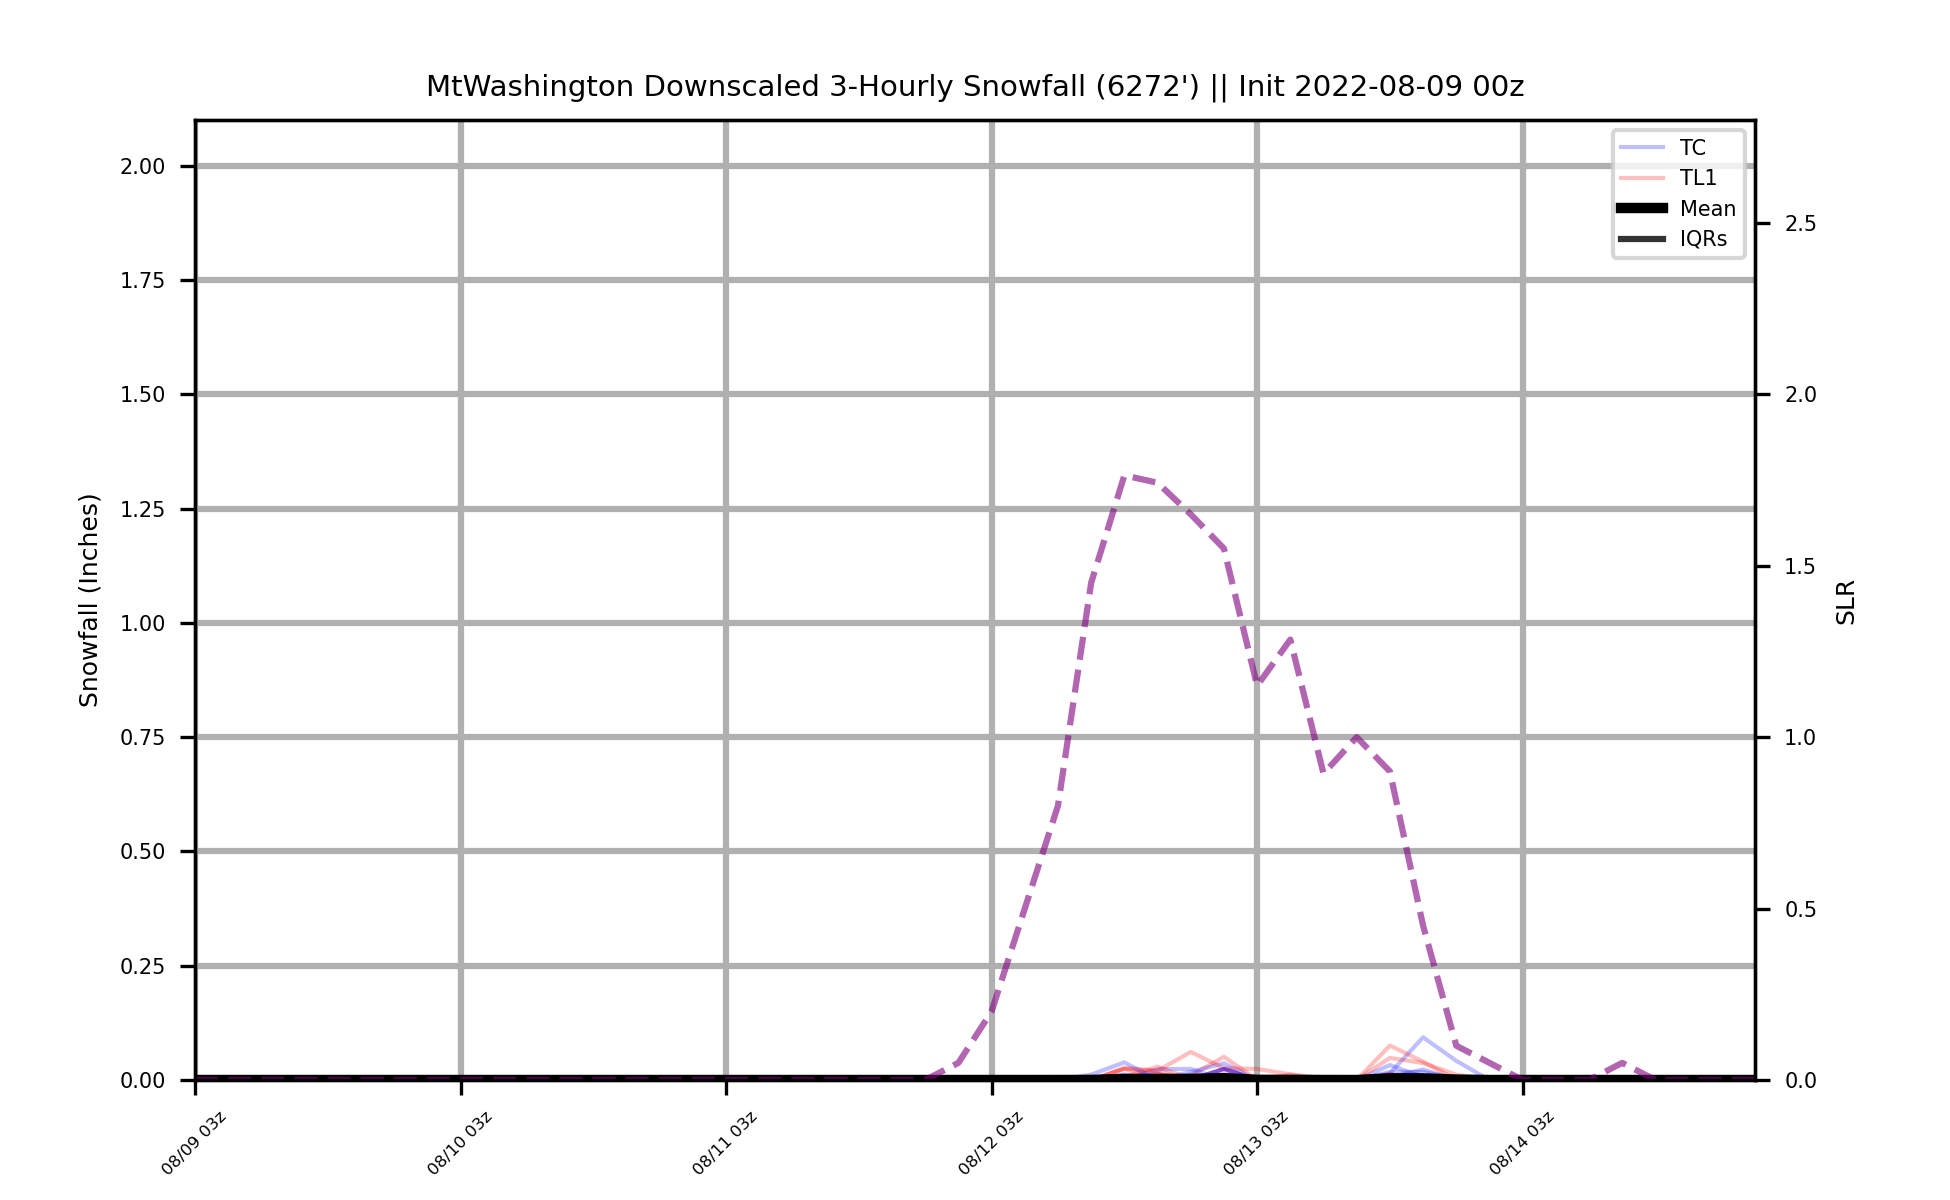 MtWashington Downscaled 3-Hourly Snowfall (6272') || Init 2022-08-09 00z
TC
TL1
Mean
IQRs
Snowfall (Inches)
2.00
1.75
1.50
1.25
1.00
0.75
0.50
0.25
0.00
2.5
2.0
1.5
1.0
0.5
0.0
SLR
08/09 03z
08/10 03z
08/11 03z
08/12 03z
08/13 03z
08/14 03z